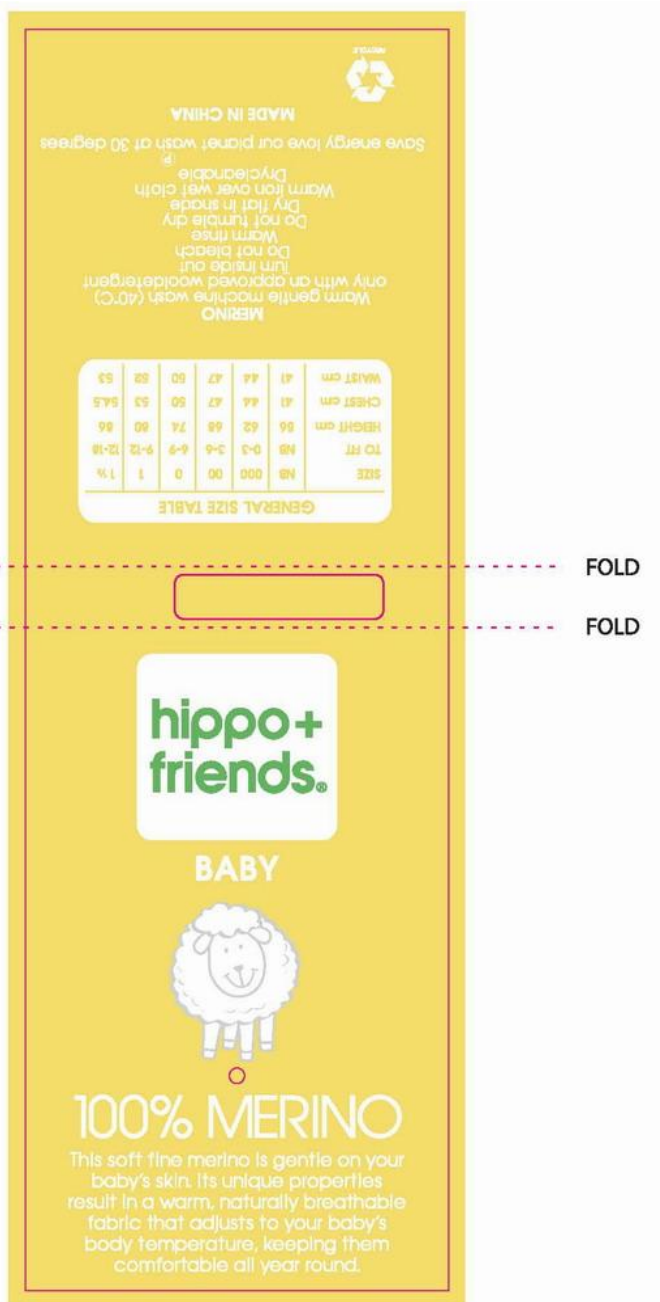 GENERAL SIZE TABLE
SIZE NB 000 00 0 1 1½
TO FIT NB 0-3 3-6 6-9 9-12 12-18
HEIGHT cm 56 62 68 74 80 86
CHEST cm 41 44 47 50 53 54.5
WAIST cm 41 44 47 50 52 53
MERINO
Warm gentle machine wash (40°C)
only with an approved wooldetergent
Turn inside out
Do not bleach
Warm rinse
Do not tumble dry
Dry flat in shade
Warm iron over wet cloth
Drycleanable
Ⓟ
Save energy love our planet wash at 30 degrees
MADE IN CHINA
RECYCLE
FOLD
FOLD
hippo+
friends®
BABY
100% MERINO
This soft fine merino is gentle on your
baby's skin. Its unique properties
result in a warm, naturally breathable
fabric that adjusts to your baby's
body temperature, keeping them
comfortable all year round.